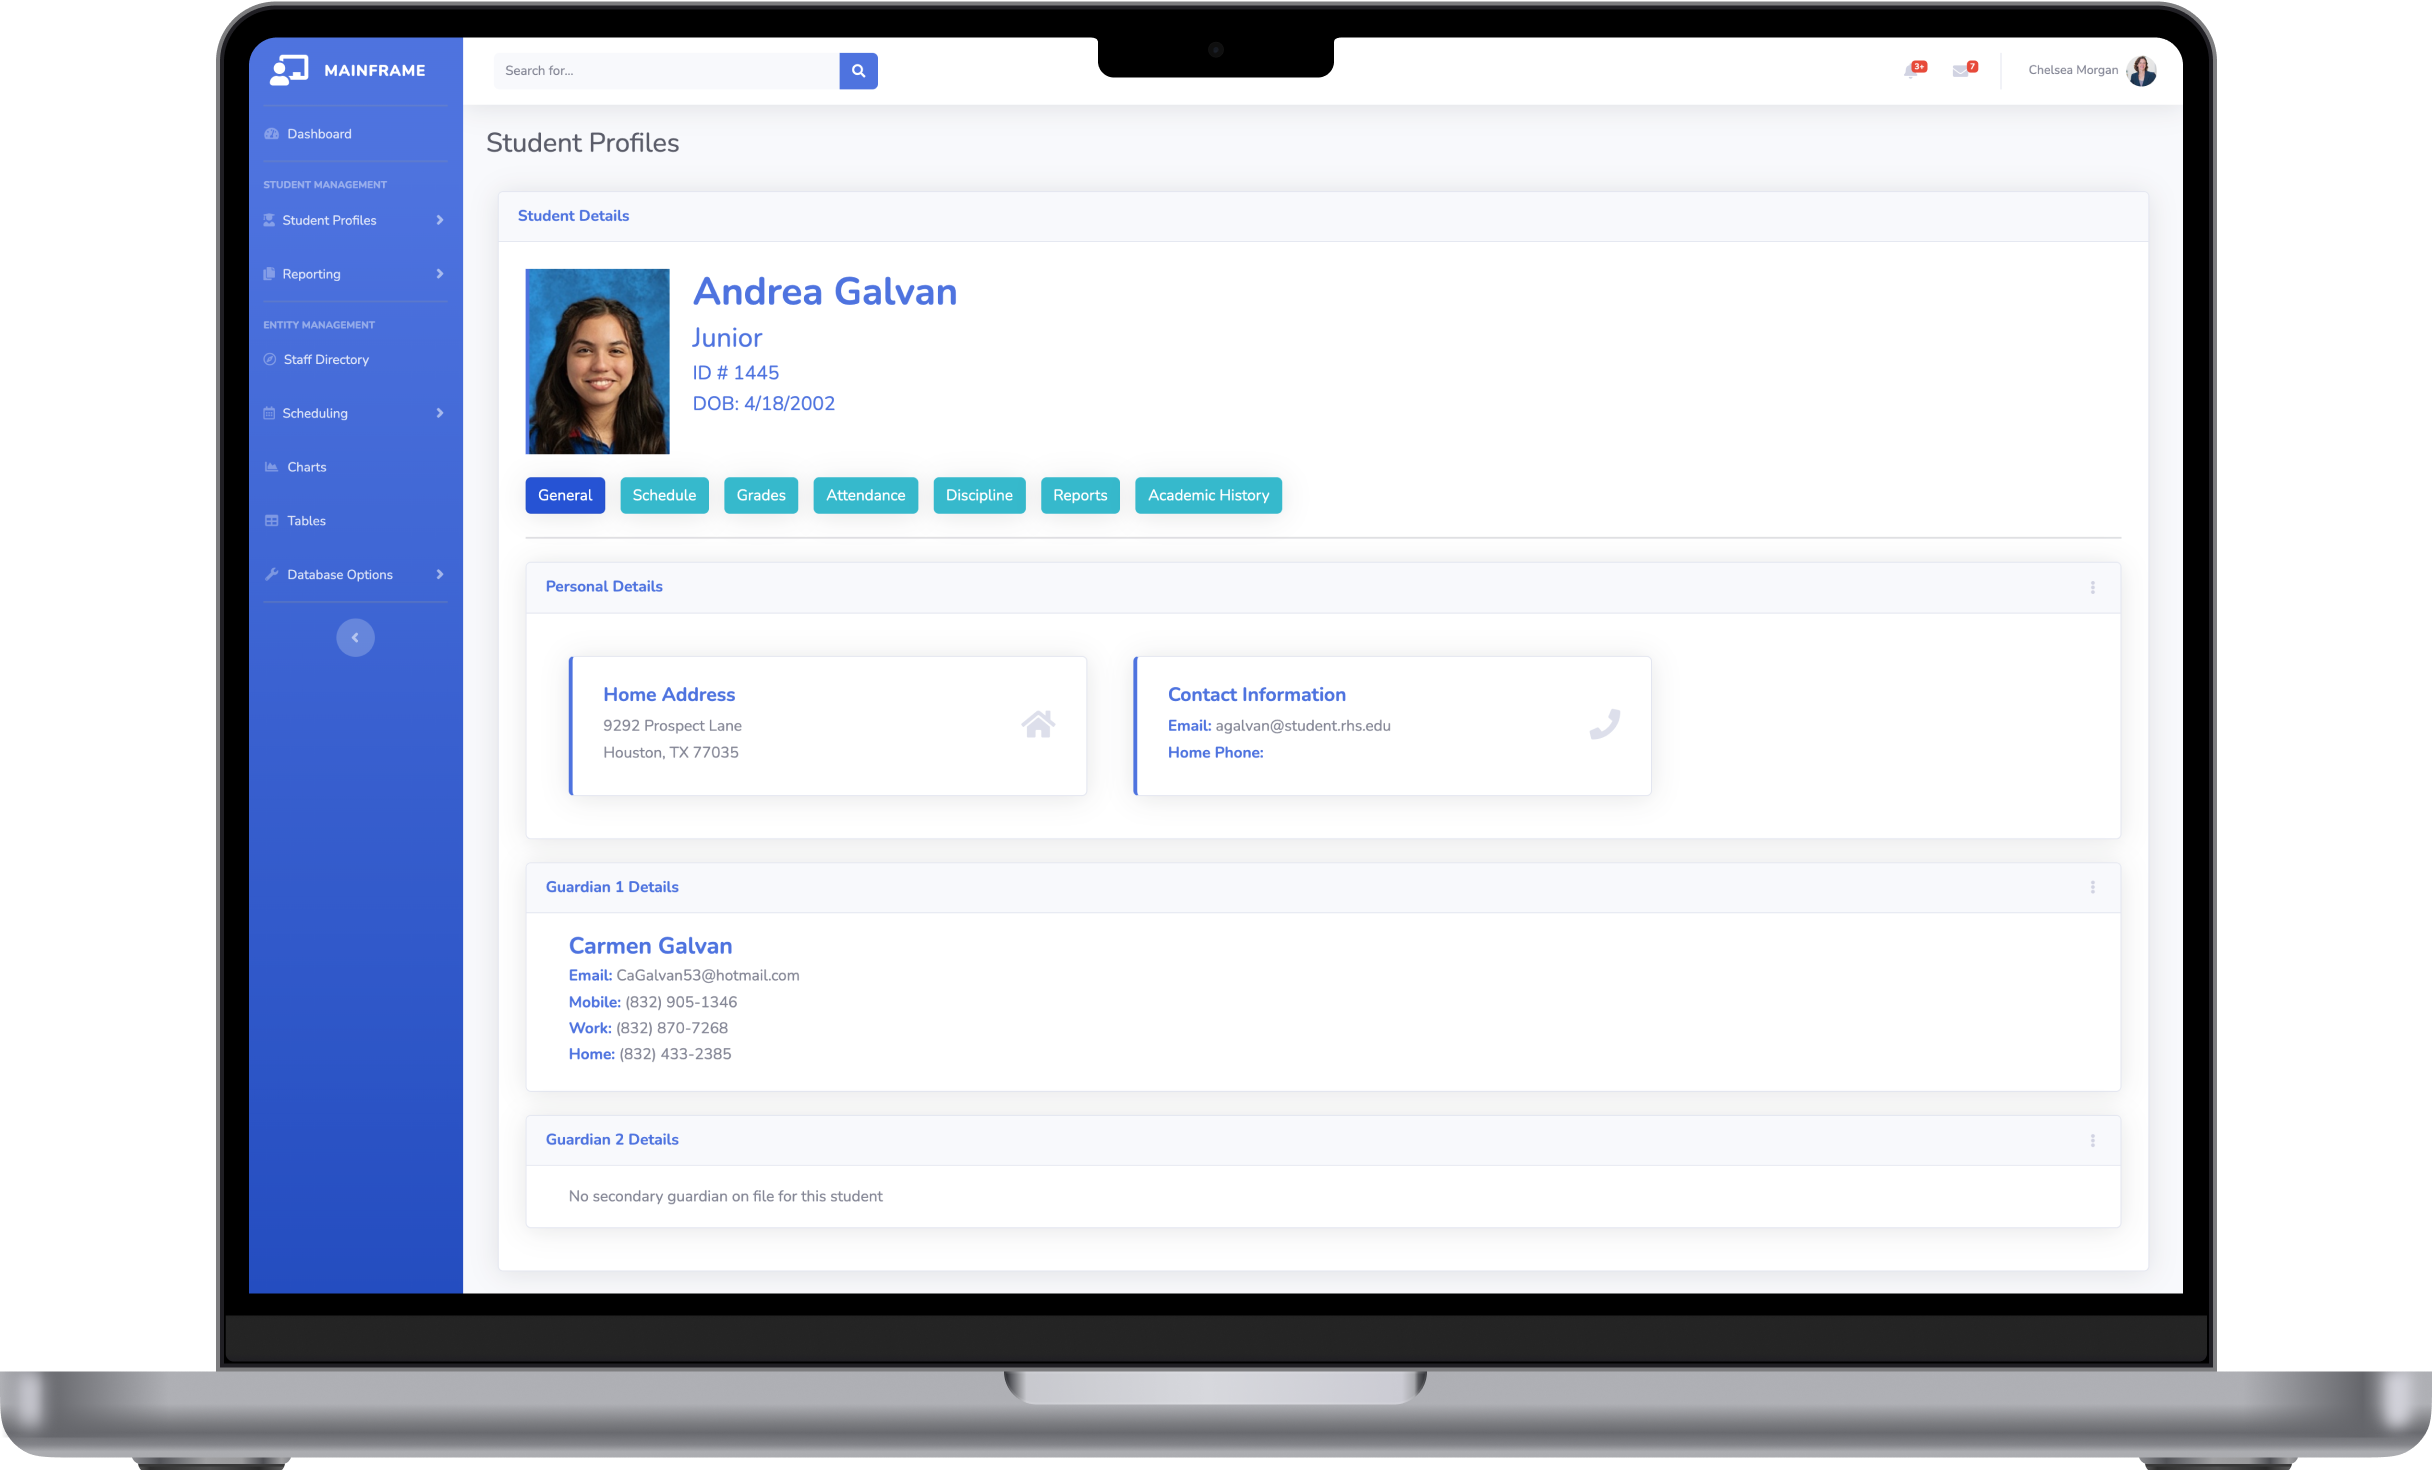 MAINFRAME
Search for...
3+
7
Chelsea Morgan
Dashboard
STUDENT MANAGEMENT
Student Profiles
Reporting
ENTITY MANAGEMENT
Staff Directory
Scheduling
Charts
Tables
Database Options
Student Profiles
Student Details
Andrea Galvan
Junior
ID # 1445
DOB: 4/18/2002
General
Schedule
Grades
Attendance
Discipline
Reports
Academic History
Personal Details
Home Address
9292 Prospect Lane
Houston, TX 77035
Contact Information
Email: agalvan@student.rhs.edu
Home Phone:
Guardian 1 Details
Carmen Galvan
Email: CaGalvan53@hotmail.com
Mobile: (832) 905-1346
Work: (832) 870-7268
Home: (832) 433-2385
Guardian 2 Details
No secondary guardian on file for this student